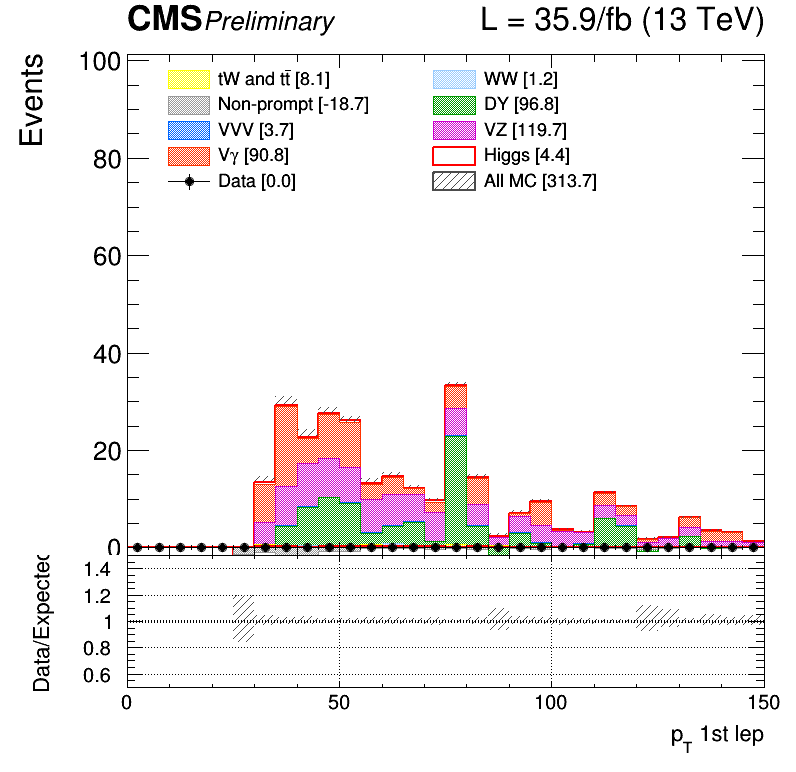 CMS Preliminary L = 35.9/fb (13 TeV)
Events
100
80
60
40
20
0
tW and tt̄ [8.1]
Non-prompt [-18.7]
VVV [3.7]
Vγ [90.8]
Data [0.0]
WW [1.2]
DY [96.8]
VZ [119.7]
Higgs [4.4]
All MC [313.7]
Data/Expected
1.4
1.2
1
0.8
0.6
0 50 100 150
p_T 1st lep